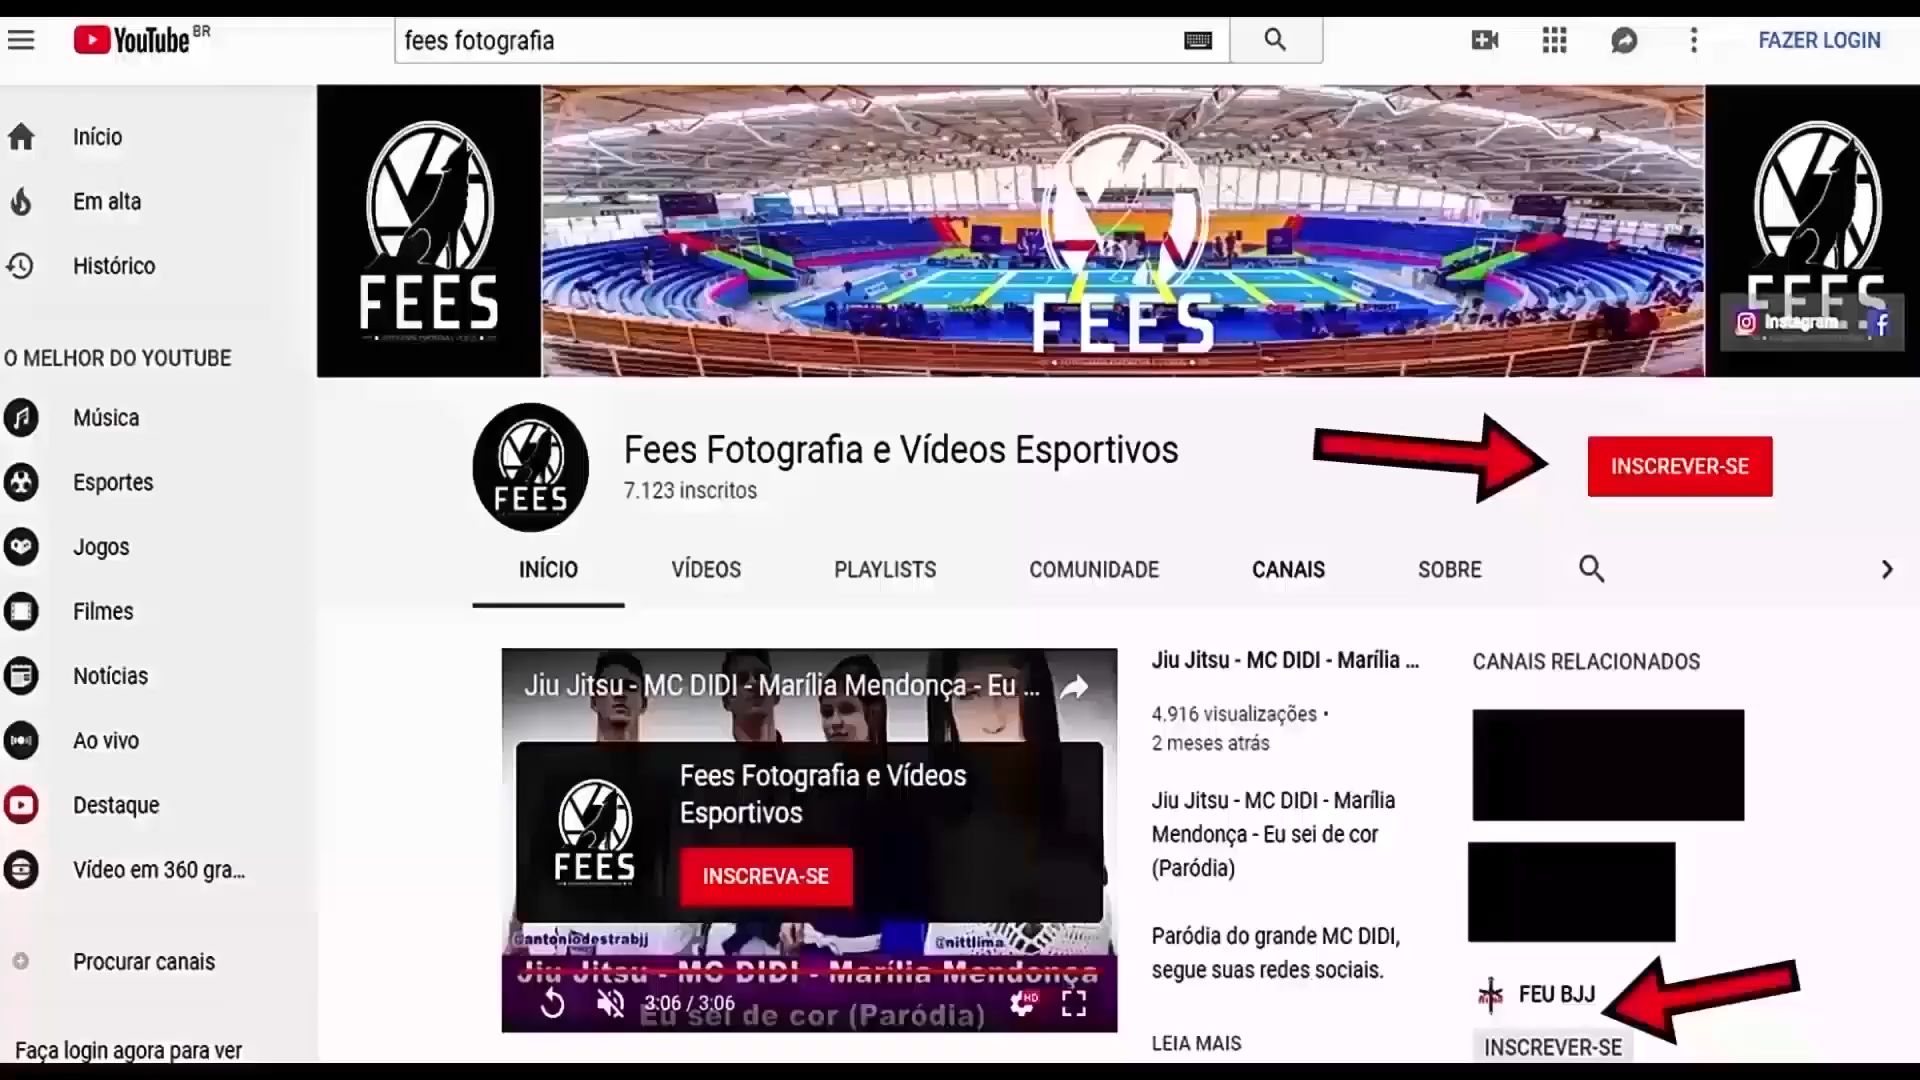 YouTube BR
fees fotografia
FAZER LOGIN
Início
Em alta
Histórico
O MELHOR DO YOUTUBE
Música
Esportes
Jogos
Filmes
Notícias
Ao vivo
Destaque
Vídeo em 360 gra...
Procurar canais
Faça login agora para ver
FEES
FEES
FEES
Instagram
FEES
Fees Fotografia e Vídeos Esportivos
7.123 inscritos
INSCREVER-SE
INÍCIO
VÍDEOS
PLAYLISTS
COMUNIDADE
CANAIS
SOBRE
Jiu Jitsu - MC DIDI - Marília Mendonça - Eu ...
FEES
Fees Fotografia e Vídeos
Esportivos
INSCREVA-SE
@antoniodestrabjj
@nittlima
Jiu Jitsu - MC DIDI - Marília Mendonça
Eu sei de cor (Paródia)
3:06 / 3:06
HD
Jiu Jitsu - MC DIDI - Marília ...
4.916 visualizações •
2 meses atrás
Jiu Jitsu - MC DIDI - Marília
Mendonça - Eu sei de cor
(Paródia)
Paródia do grande MC DIDI,
segue suas redes sociais.
LEIA MAIS
CANAIS RELACIONADOS
FEU BJJ
INSCREVER-SE